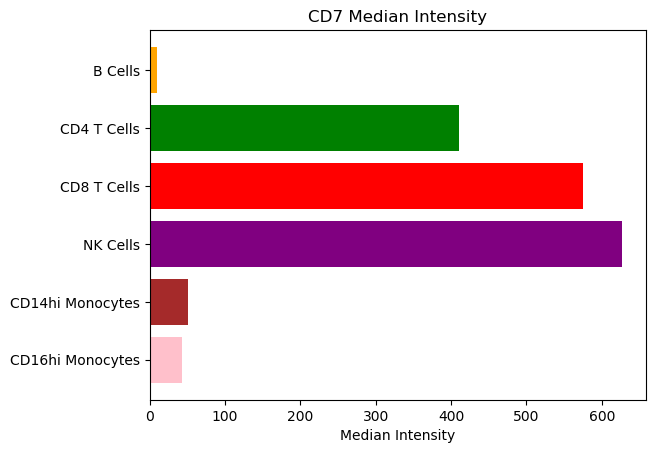 CD7 Median Intensity
B Cells
CD4 T Cells
CD8 T Cells
NK Cells
CD14hi Monocytes
CD16hi Monocytes
0 100 200 300 400 500 600
Median Intensity